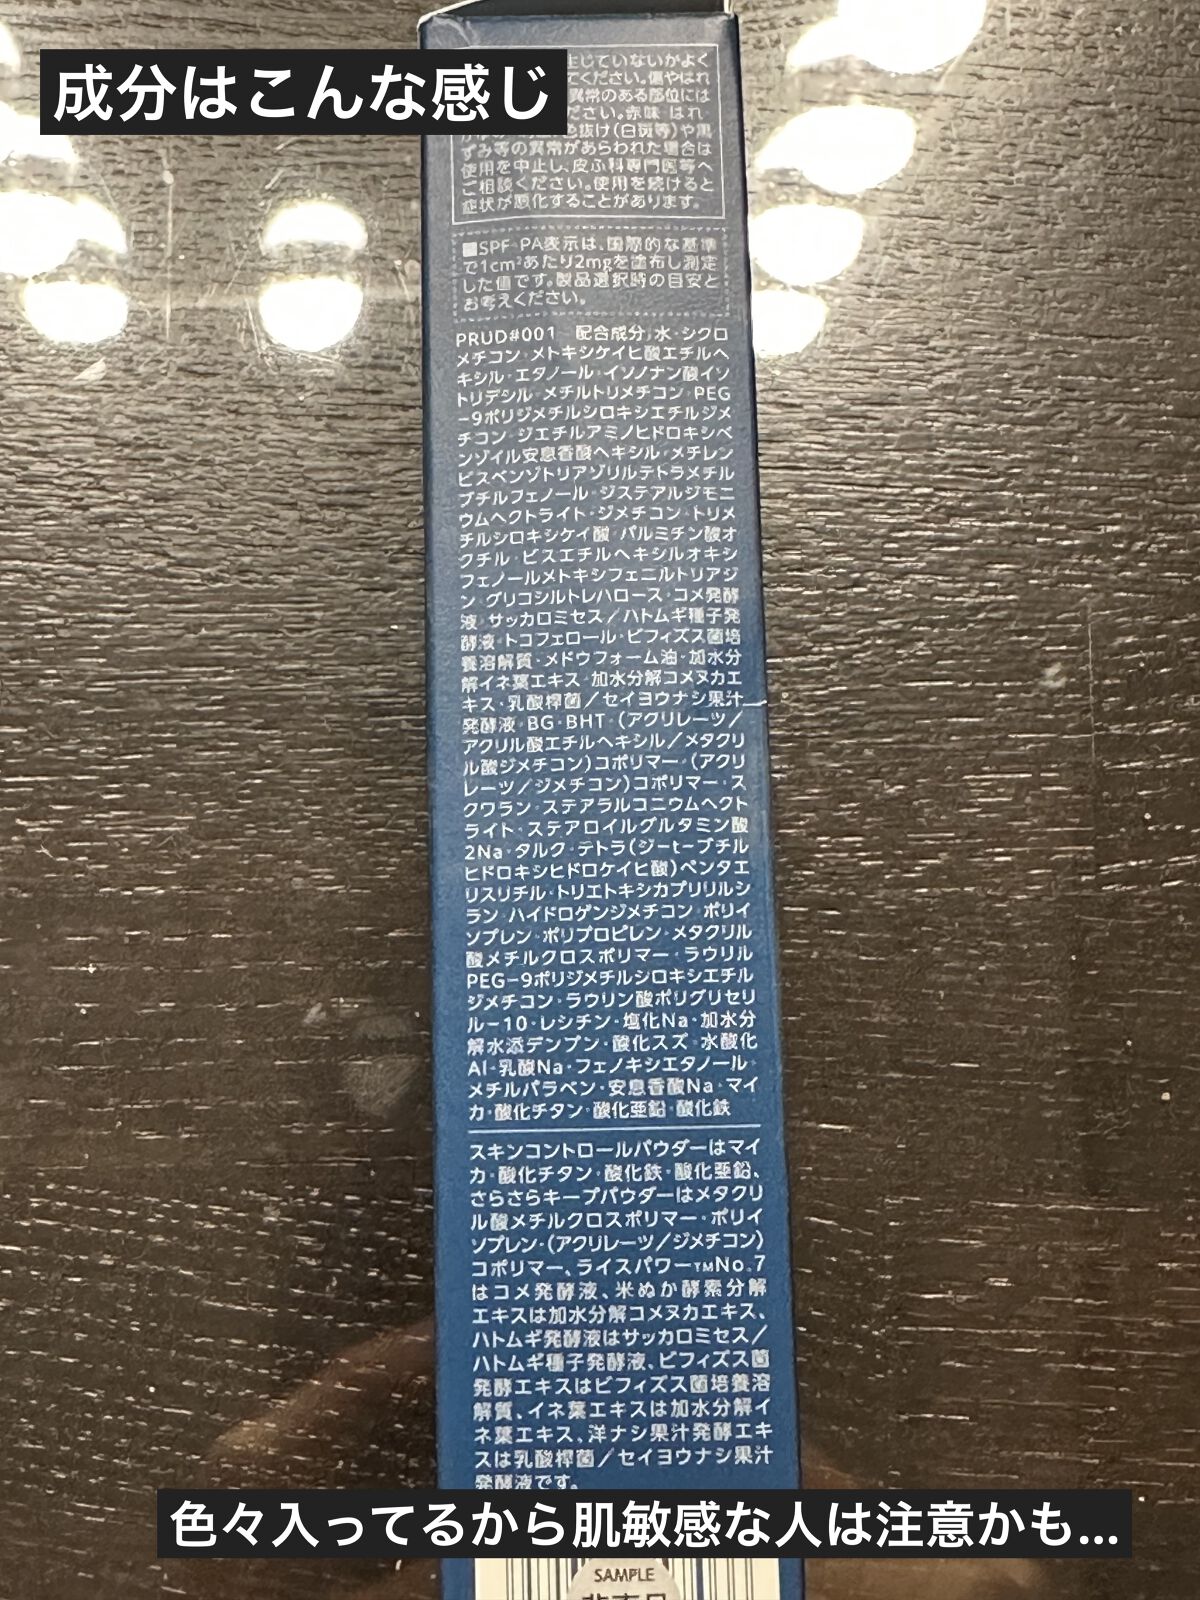 成分はこんな感じ
生じていないかよく
てください。傷やはれ
異常のある部位には
ださい。赤味 はれ
色抜け(白斑等)や黒
ずみ等の異常があらわれた場合は
使用を中止し、皮ふ科専門医等へ
ご相談ください。使用を続けると
症状が悪化することがあります。
■SPF PA表示は、国際的な基準
で1cm²あたり2mgを塗布し測定
した値です。製品選択時の目安と
お考えください。
PRUD#001 配合成分 水・シクロ
メチコン・メトキシケイヒ酸エチルヘ
キシル・エタノール・イソノナン酸イソ
トリデシル・メチルトリメチコン・PEG
-9ポリジメチルシロキシエチルジメ
チコン・ジエチルアミノヒドロキシベ
ンゾイル安息香酸ヘキシル・メチレン
ビスベンゾトリアゾリルテトラメチル
ブチルフェノール・ジステアルジモニ
ウムヘクトライト・ジメチコン・トリメ
チルシロキシケイ酸・パルミチン酸オ
クチル・ビスエチルヘキシルオキシ
フェノールメトキシフェニルトリアジ
ン・グリコシルトレハロース・コメ発酵
液・サッカロミセス/ハトムギ種子発
酵液・トコフェロール・ビフィズス菌培
養溶解質・メドウフォーム油・加水分
解イネ葉エキス・加水分解コメヌカエ
キス・乳酸桿菌/セイヨウナシ果汁
発酵液・BG・BHT・(アクリレーツ/
アクリル酸エチルヘキシル/メタクリ
ル酸ジメチコン)コポリマー・(アクリ
レーツ/ジメチコン)コポリマー・ス
クワラン・ステアラルコニウムヘクト
ライト・ステアロイルグルタミン酸
2Na・タルク・テトラ(ジーtーブチル
ヒドロキシヒドロケイヒ酸)ペンタエ
リスリチル・トリエトキシカプリリルシ
ラン・ハイドロゲンジメチコン・ポリイ
ソプレン・ポリプロピレン・メタクリル
酸メチルクロスポリマー・ラウリル
PEG-9ポリジメチルシロキシエチル
ジメチコン・ラウリン酸ポリグリセリ
ル-10・レシチン・塩化Na・加水分
解水添デンプン・酸化スズ・水酸化
Al・乳酸Na・フェノキシエタノール・
メチルパラベン・安息香酸Na・マイ
カ・酸化チタン・酸化亜鉛・酸化鉄
スキンコントロールパウダーはマイ
カ・酸化チタン・酸化鉄・酸化亜鉛、
さらさらキープパウダーはメタクリ
ル酸メチルクロスポリマー・ポリイ
ソプレン・(アクリレーツ/ジメチコン)
コポリマー、ライスパワー™No.7
はコメ発酵液、米ぬか酵素分解
エキスは加水分解コメヌカエキス、
ハトムギ発酵液はサッカロミセス/
ハトムギ種子発酵液、ビフィズス菌
発酵エキスはビフィズス菌培養溶
解質、イネ葉エキスは加水分解イ
ネ葉エキス、洋ナシ果汁発酵エキ
スは乳酸桿菌/セイヨウナシ果汁
発酵液です。
色々入ってるから肌敏感な人は注意かも...
SAMPLE